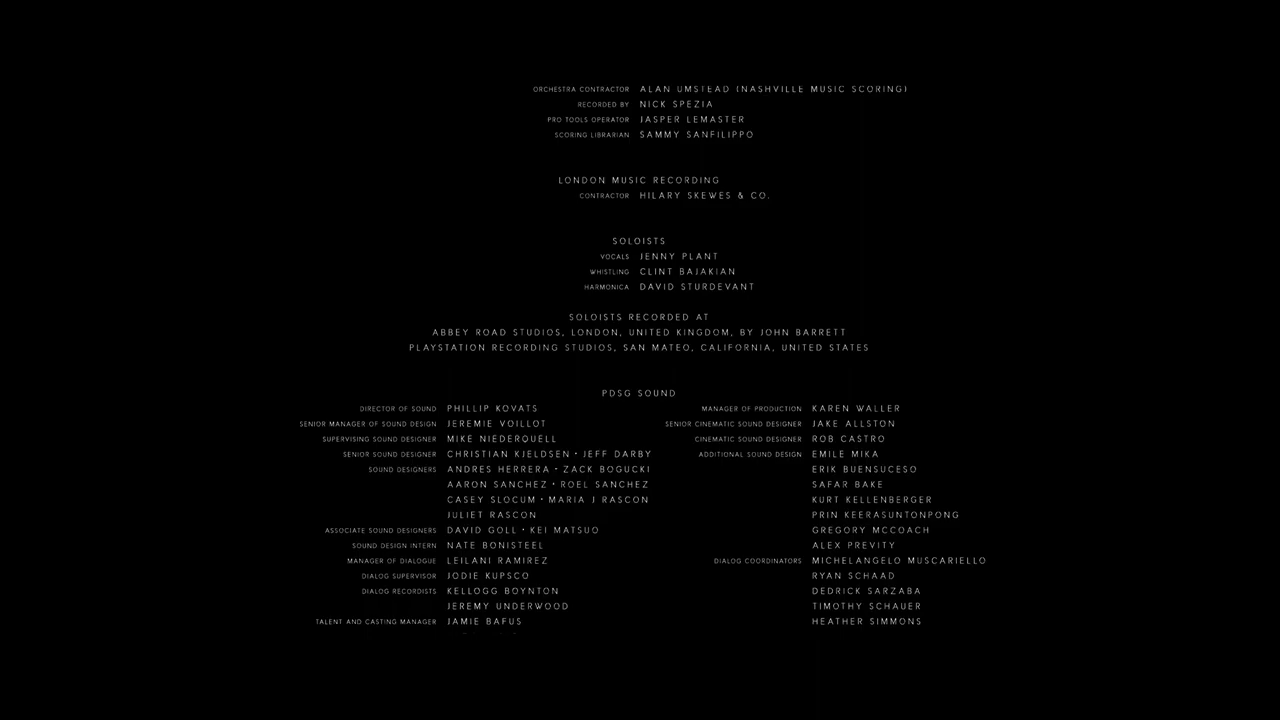 ORCHESTRA CONTRACTOR ALAN UMSTEAD (NASHVILLE MUSIC SCORING)
RECORDED BY NICK SPEZIA
PRO TOOLS OPERATOR JASPER LEMASTER
SCORING LIBRARIAN SAMMY SANFILIPPO
LONDON MUSIC RECORDING
CONTRACTOR HILARY SKEWES & CO.
SOLOISTS
VOCALS JENNY PLANT
WHISTLING CLINT BAJAKIAN
HARMONICA DAVID STURDEVANT
SOLOISTS RECORDED AT
ABBEY ROAD STUDIOS, LONDON, UNITED KINGDOM, BY JOHN BARRETT
PLAYSTATION RECORDING STUDIOS, SAN MATEO, CALIFORNIA, UNITED STATES
PDSG SOUND
DIRECTOR OF SOUND PHILLIP KOVATS
SENIOR MANAGER OF SOUND DESIGN JEREMIE VOILLOT
SUPERVISING SOUND DESIGNER MIKE NIEDERQUELL
SENIOR SOUND DESIGNER CHRISTIAN KJELDSEN • JEFF DARBY
SOUND DESIGNERS ANDRES HERRERA • ZACK BOGUCKI
AARON SANCHEZ • ROEL SANCHEZ
CASEY SLOCUM • MARIA J RASCON
JULIET RASCON
ASSOCIATE SOUND DESIGNERS DAVID GOLL • KEI MATSUO
SOUND DESIGN INTERN NATE BONISTEEL
MANAGER OF DIALOGUE LEILANI RAMIREZ
DIALOG SUPERVISOR JODIE KUPSCO
DIALOG RECORDISTS KELLOGG BOYNTON
JEREMY UNDERWOOD
TALENT AND CASTING MANAGER JAMIE BAFUS
MANAGER OF PRODUCTION KAREN WALLER
SENIOR CINEMATIC SOUND DESIGNER JAKE ALLSTON
CINEMATIC SOUND DESIGNER ROB CASTRO
ADDITIONAL SOUND DESIGN EMILE MIKA
ERIK BUENSUCESO
SAFAR BAKE
KURT KELLENBERGER
PRIN KEERASUNTONPONG
GREGORY MCCOACH
ALEX PREVITY
DIALOG COORDINATORS MICHELANGELO MUSCARIELLO
RYAN SCHAAD
DEDRICK SARZABA
TIMOTHY SCHAUER
HEATHER SIMMONS